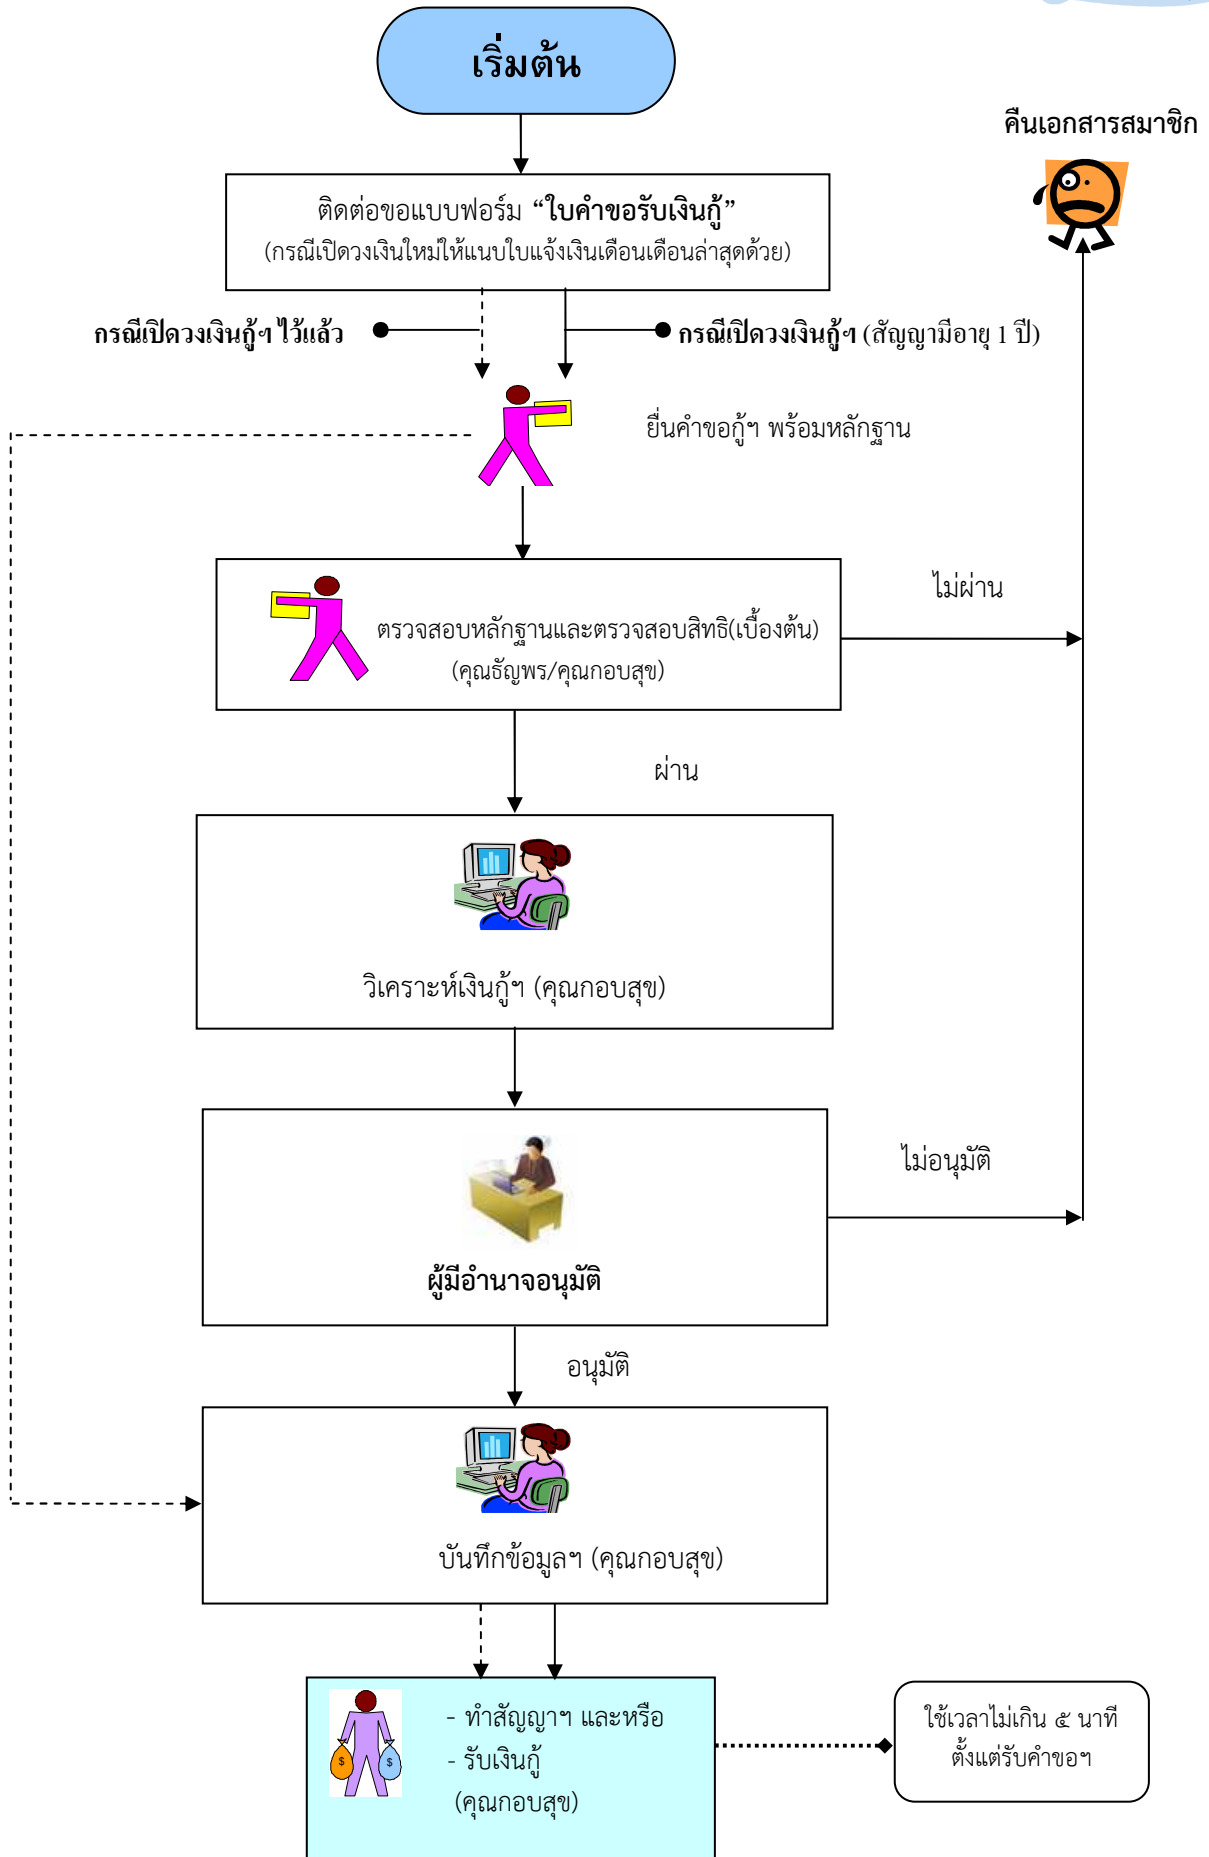 เริ่มต้น
คืนเอกสารสมาชิก
ติดต่อขอแบบฟอร์ม “ใบคำขอรับเงินกู้”
(กรณีเปิดวงเงินใหม่ให้แนบใบแจ้งเงินเดือนเดือนล่าสุดด้วย)
กรณีเปิดวงเงินกู้ฯ ไว้แล้ว
กรณีเปิดวงเงินกู้ฯ (สัญญามีอายุ 1 ปี)
ยื่นคำขอกู้ฯ พร้อมหลักฐาน
ไม่ผ่าน
ตรวจสอบหลักฐานและตรวจสอบสิทธิ(เบื้องต้น)
(คุณธัญพร/คุณกอบสุข)
ผ่าน
วิเคราะห์เงินกู้ฯ (คุณกอบสุข)
ไม่อนุมัติ
ผู้มีอำนาจอนุมัติ
อนุมัติ
บันทึกข้อมูลฯ (คุณกอบสุข)
- ทำสัญญาฯ และหรือ
- รับเงินกู้
(คุณกอบสุข)
$ $
ใช้เวลาไม่เกิน ๕ นาที
ตั้งแต่รับคำขอฯ